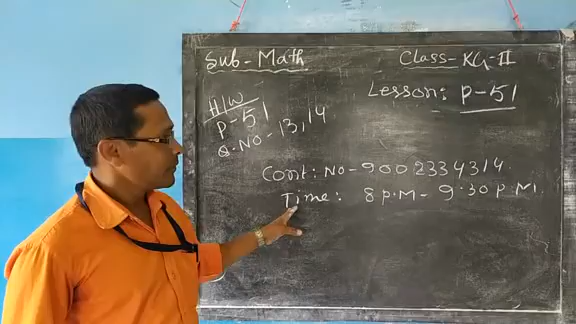 Sub- Math
Class- KG-II
Lesson: P-51
H/W
P-51
Q.NO-13,14
Cont: No-9002334314
Time: 8 P.M- 9.30 P.M